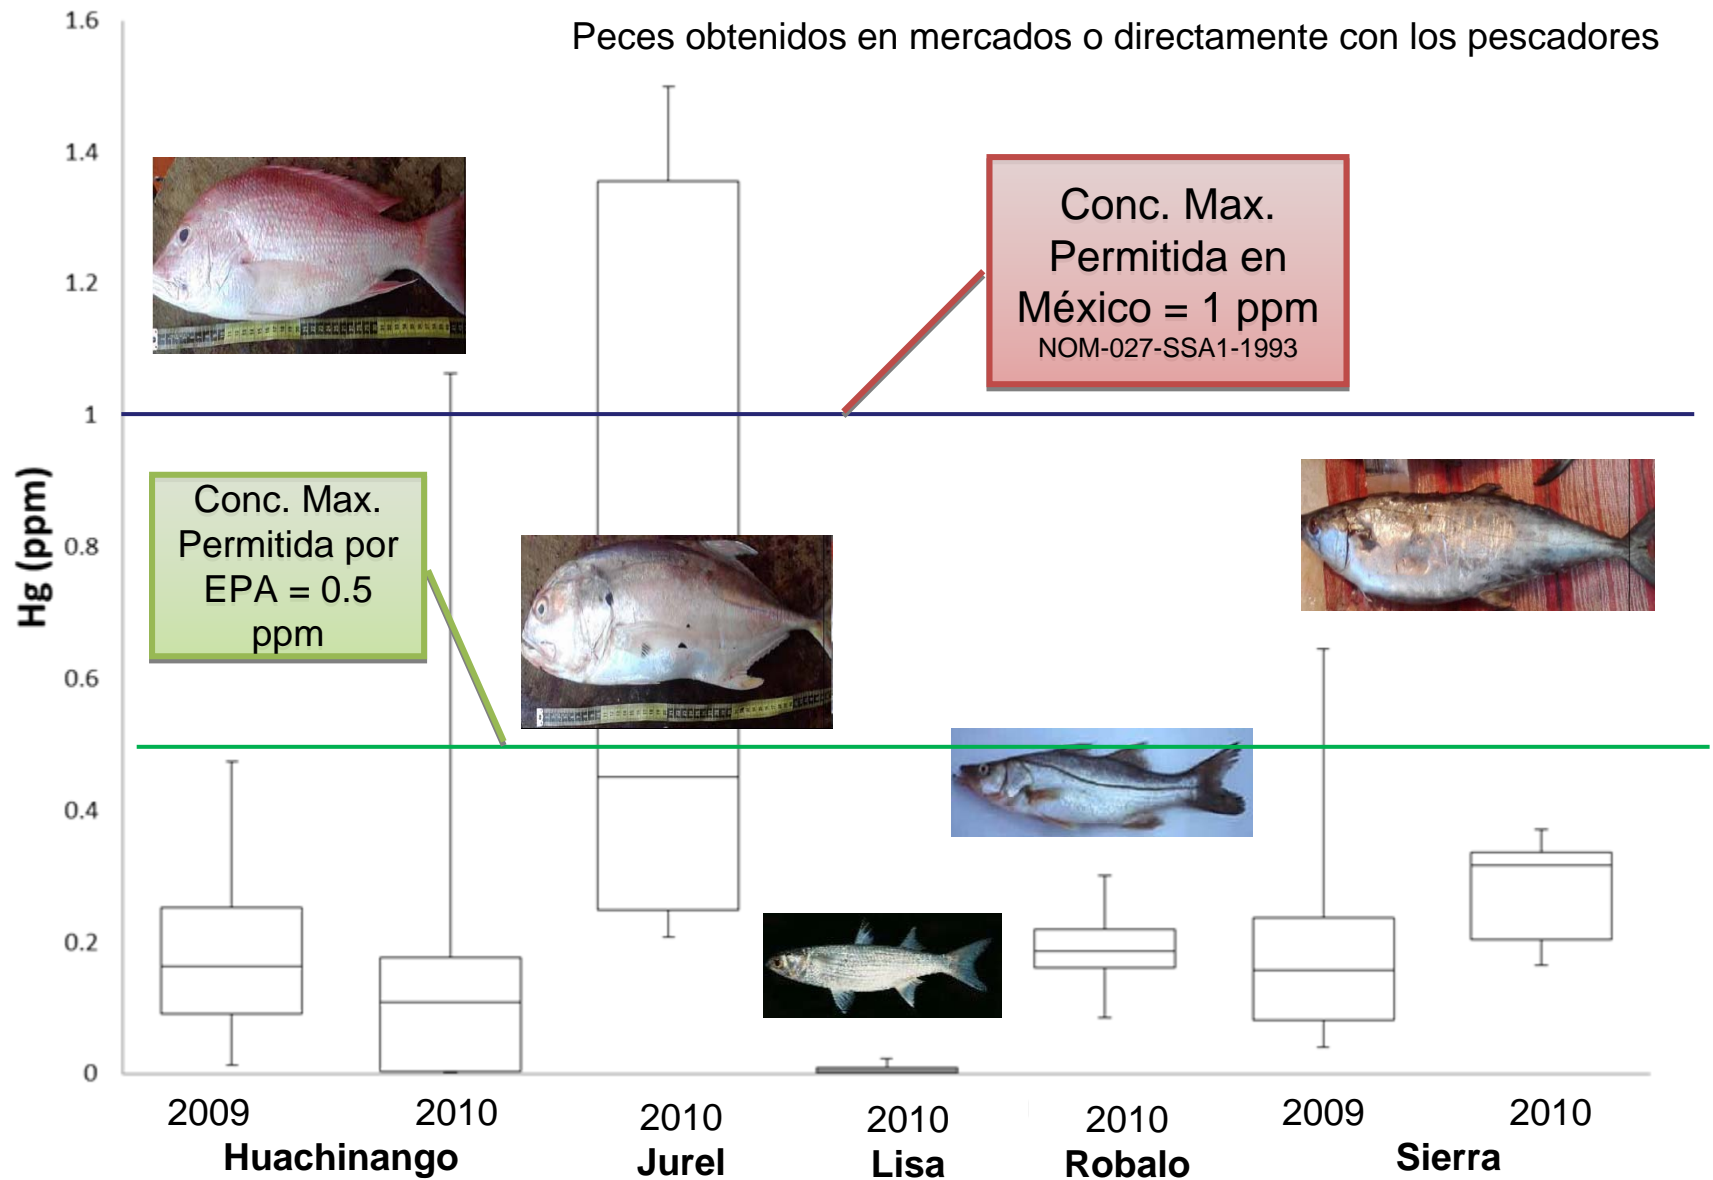 Peces obtenidos en mercados o directamente con los pescadores
1.6
1.4
1.2
1
0.8
0.6
0.4
0.2
0
Hg (ppm)
Conc. Max.
Permitida en
México = 1 ppm
NOM-027-SSA1-1993
Conc. Max.
Permitida por
EPA = 0.5
ppm
2009
2010
2010
2010
2010
2009
2010
Huachinango
Jurel
Lisa
Robalo
Sierra